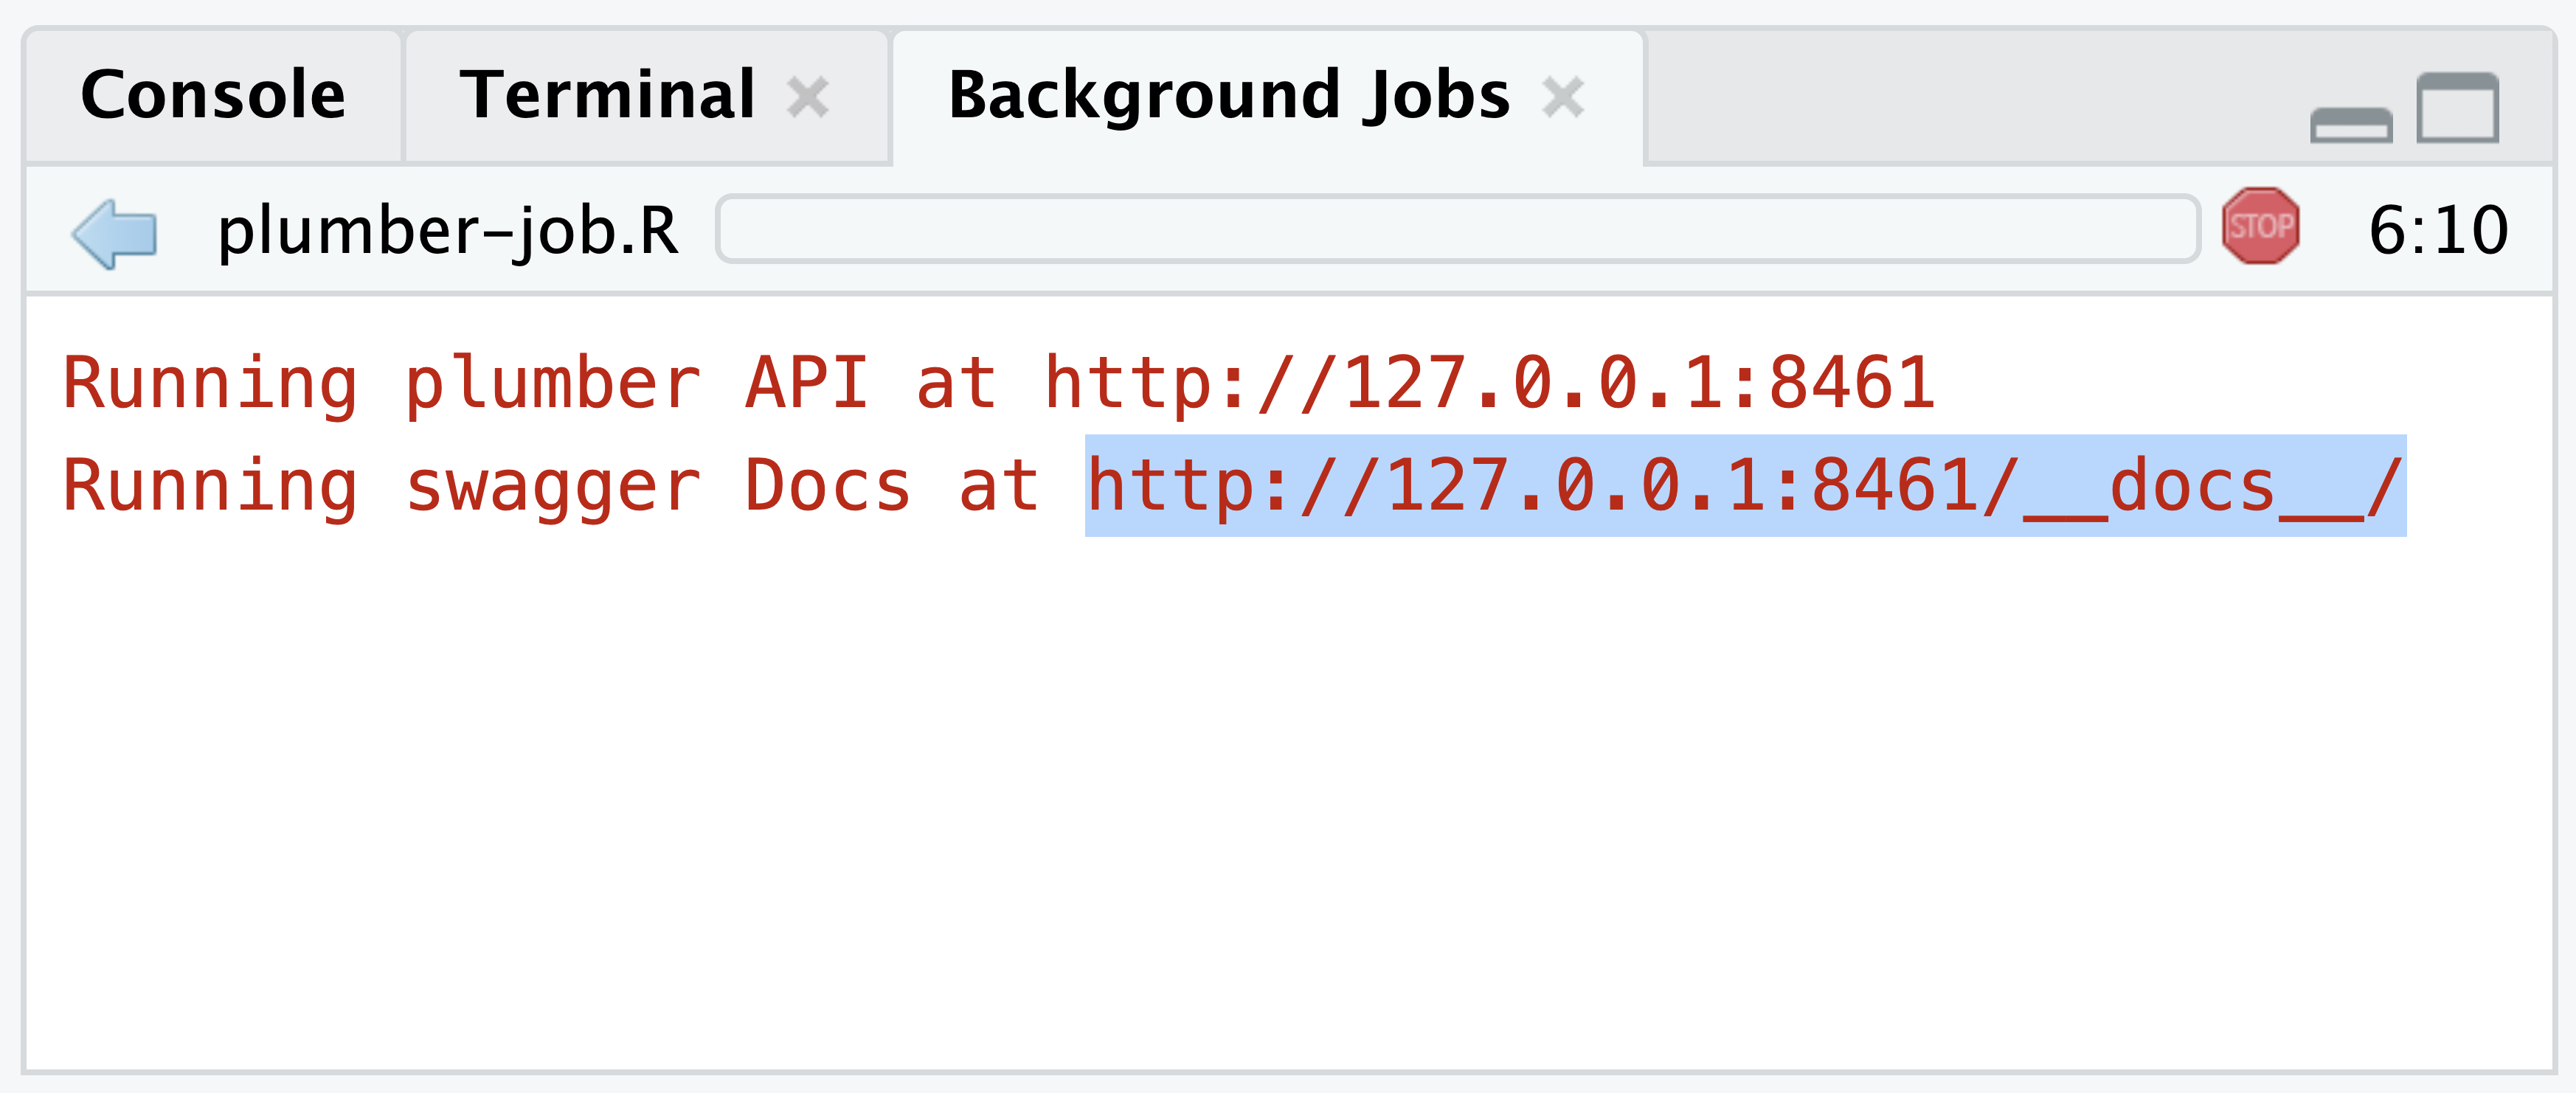 Console Terminal Background Jobs
plumber-job.R STOP 6:10
Running plumber API at http://127.0.0.1:8461
Running swagger Docs at http://127.0.0.1:8461/__docs__/